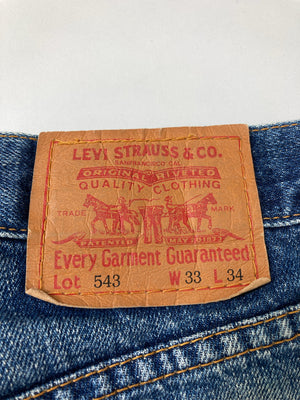 LEVI STRAUSS & CO.
SAN FRANCISCO CAL.
ORIGINAL RIVETED
QUALITY CLOTHING
TRADE MARK
PATENTED MAY 20 1873
Every Garment Guaranteed
Lot 543 W 33 L 34